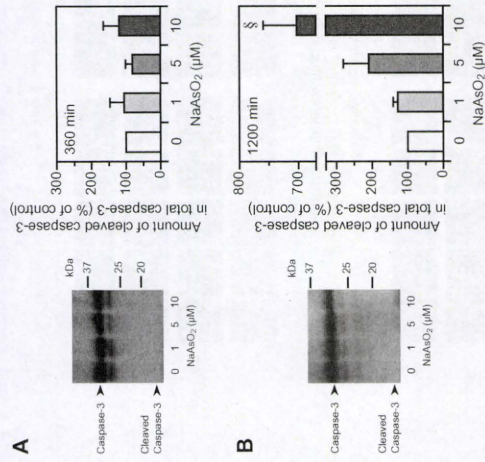 A
Caspase-3
Cleaved
Caspase-3
kDa
37
25
20
0 1 5 10
NaAsO₂ (μM)
Amount of cleaved caspase-3
in total caspase-3 (% of control)
300
200
100
0
360 min
0 1 5 10
NaAsO₂ (μM)
B
Caspase-3
Cleaved
Caspase-3
kDa
37
25
20
0 1 5 10
NaAsO₂ (μM)
Amount of cleaved caspase-3
in total caspase-3 (% of control)
800
700
300
200
100
0
1200 min
§
0 1 5 10
NaAsO₂ (μM)